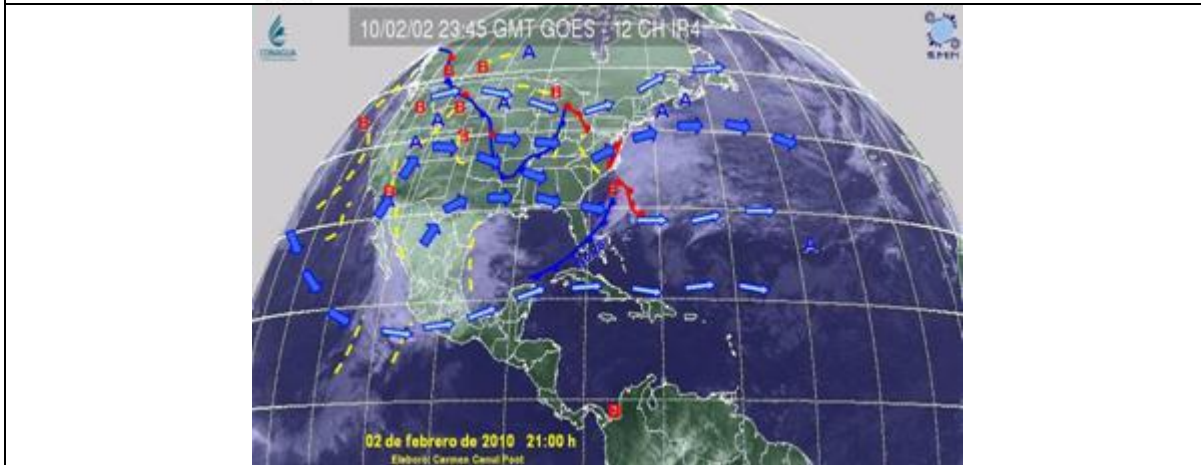 10/02/02 23:45 GMT GOES - 12 CH IR4
CONAGUA
SMN
A
B
B
B
B
B
A
A
A
B
B
A
A
A
B
B
A
B
02 de febrero de 2010 21:00 h
Elaboró: Carmen Canul Poot